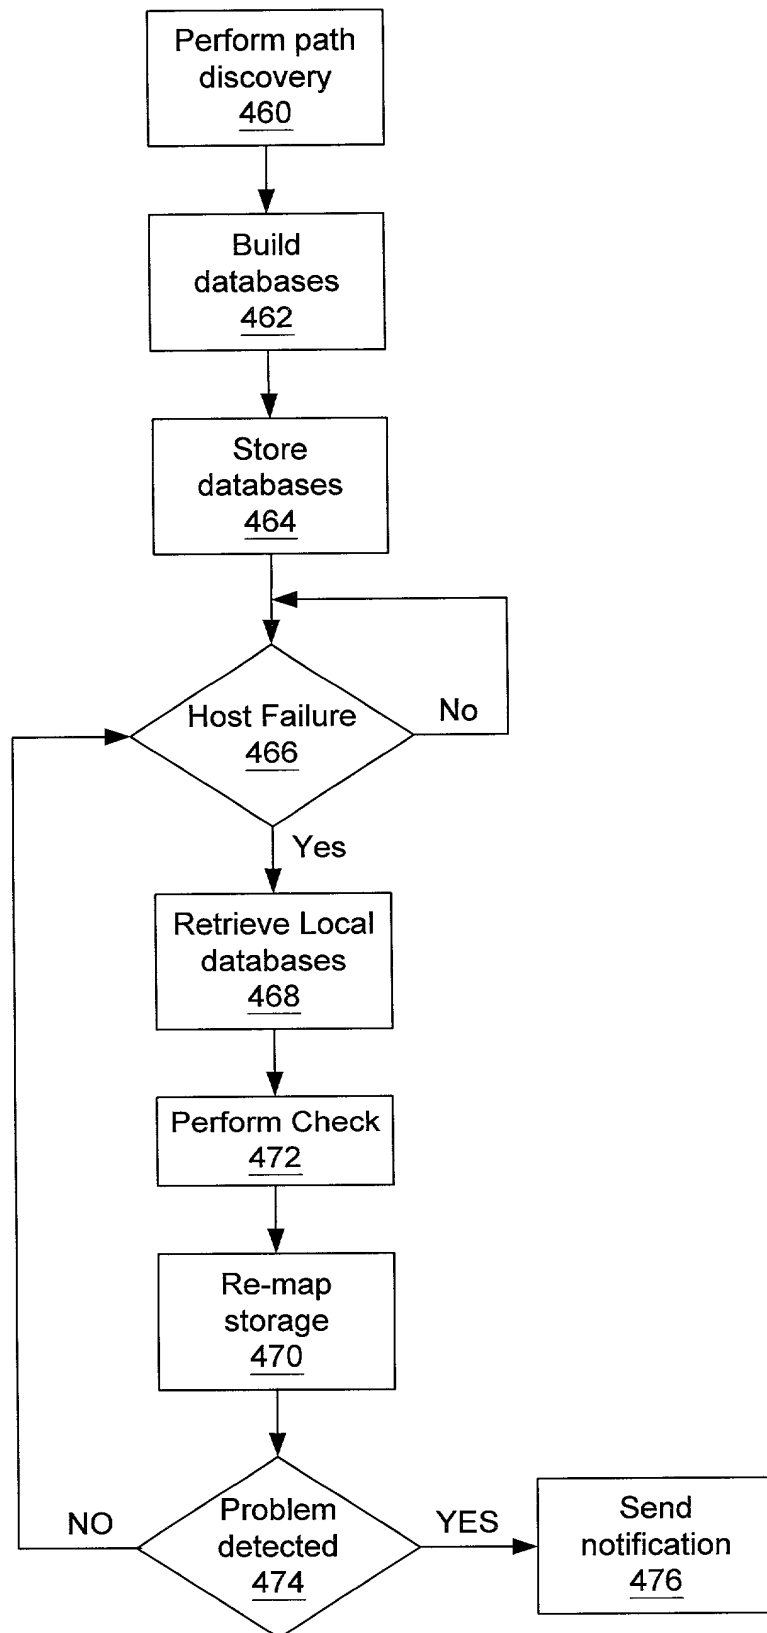 Perform path
discovery
460
Build
databases
462
Store
databases
464
Host Failure
466
No
Yes
Retrieve Local
databases
468
Perform Check
472
Re-map
storage
470
Problem
detected
474
NO
YES
Send
notification
476